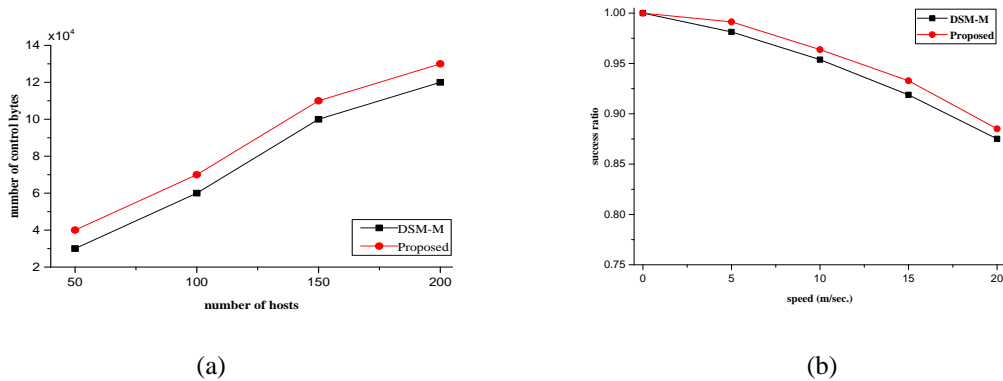 ×10⁴
14
12
10
8
6
4
2
number of control bytes
50 100 150 200
number of hosts
DSM-M
Proposed
(a)
1.00
0.95
0.90
0.85
0.80
0.75
success ratio
0 5 10 15 20
speed (m/sec.)
DSM-M
Proposed
(b)